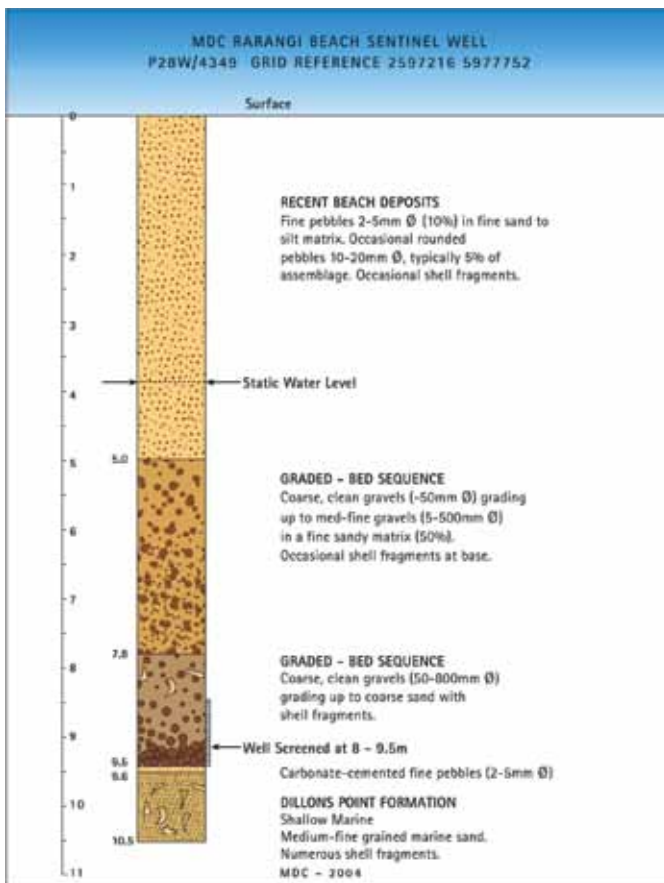 MDC RARANGI BEACH SENTINEL WELL
P28W/4349 GRID REFERENCE 2597216 5977752
Surface
0
1
RECENT BEACH DEPOSITS
Fine pebbles 2-5mm Ø (10%) in fine sand to
silt matrix. Occasional rounded
pebbles 10-20mm Ø, typically 5% of
assemblage. Occasional shell fragments.
2
3
Static Water Level
4
5.0
5
GRADED - BED SEQUENCE
Coarse, clean gravels (-50mm Ø) grading
up to med-fine gravels (5-500mm Ø)
in a fine sandy matrix (50%).
Occasional shell fragments at base.
6
7
7.8
8
GRADED - BED SEQUENCE
Coarse, clean gravels (50-800mm Ø)
grading up to coarse sand with
shell fragments.
9
Well Screened at 8 - 9.5m
9.5
9.6
Carbonate-cemented fine pebbles (2-5mm Ø)
10
DILLONS POINT FORMATION
Shallow Marine
Medium-fine grained marine sand.
Numerous shell fragments.
10.5
11
MDC - 2004